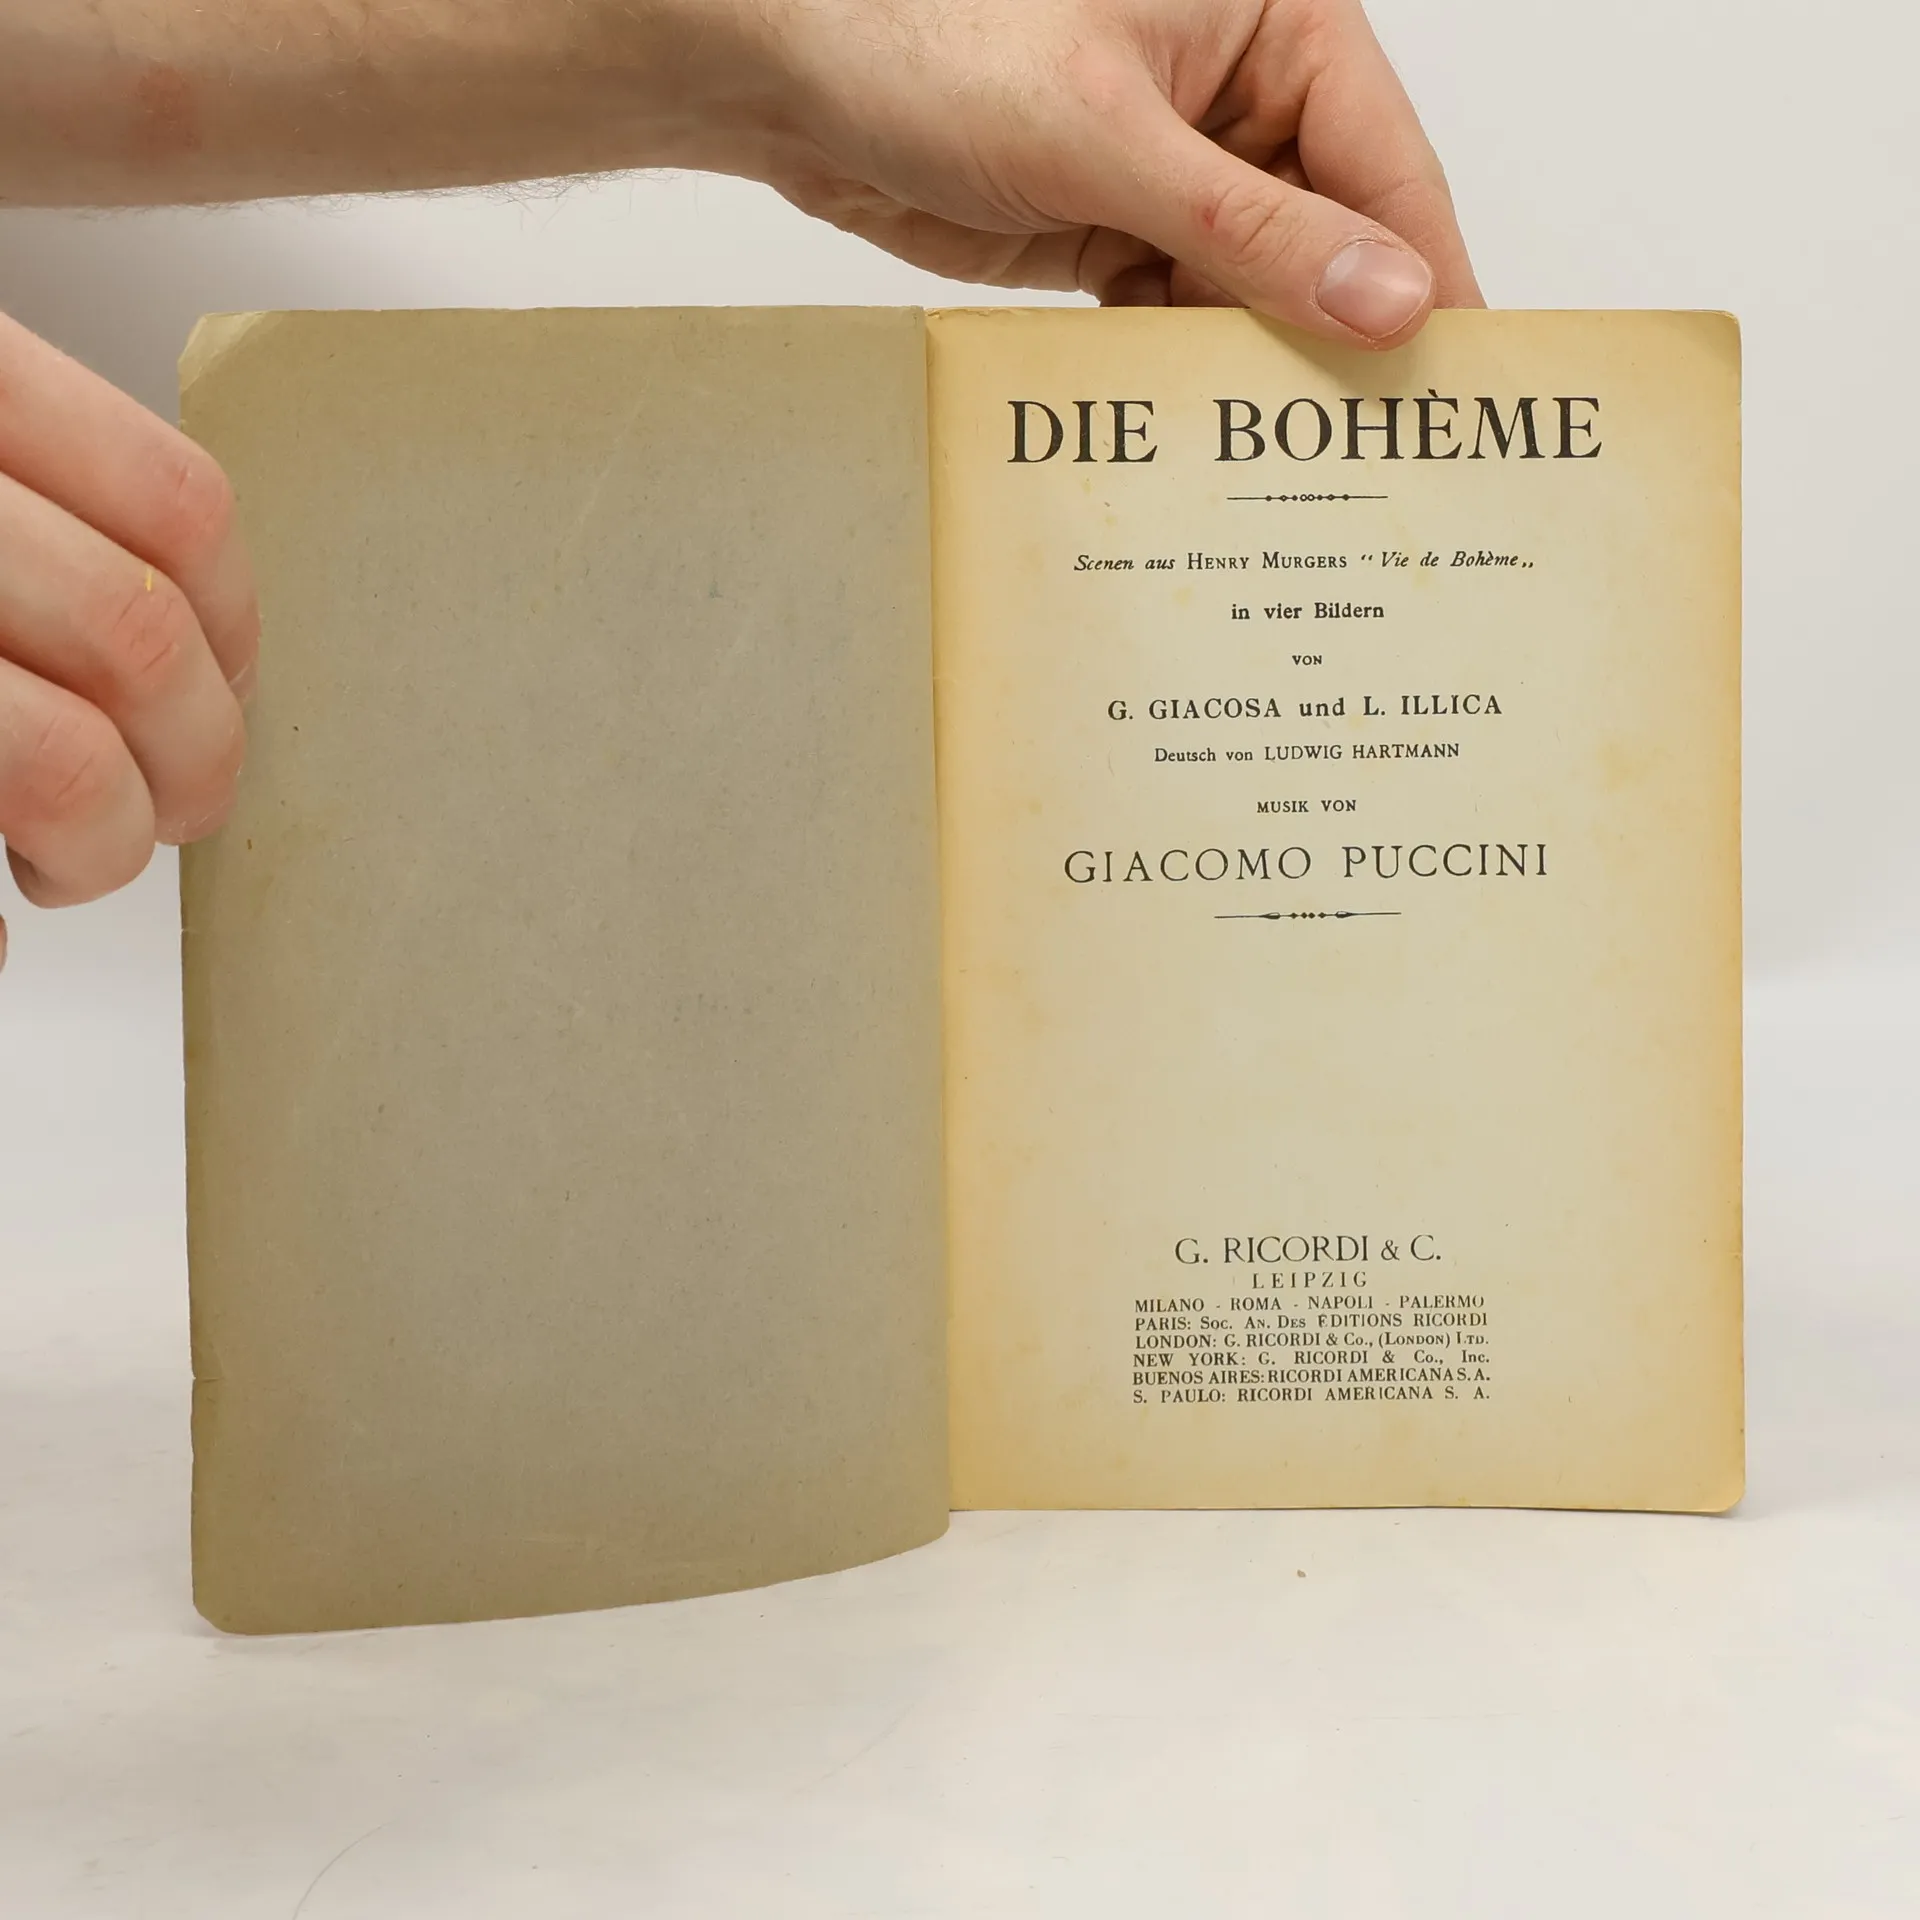 DIE BOHÈME
Scenen aus HENRY MURGERS “ Vie de Bohème „
in vier Bildern
VON
G. GIACOSA und L. ILLICA
Deutsch von LUDWIG HARTMANN
MUSIK VON
GIACOMO PUCCINI
G. RICORDI & C.
LEIPZIG
MILANO - ROMA - NAPOLI - PALERMO
PARIS: SOC. AN. DES EDITIONS RICORDI
LONDON: G. RICORDI & CO., (LONDON) LTD.
NEW YORK: G. RICORDI & Co., Inc.
BUENOS AIRES: RICORDI AMERICANA S. A.
S. PAULO: RICORDI AMERICANA S. A.